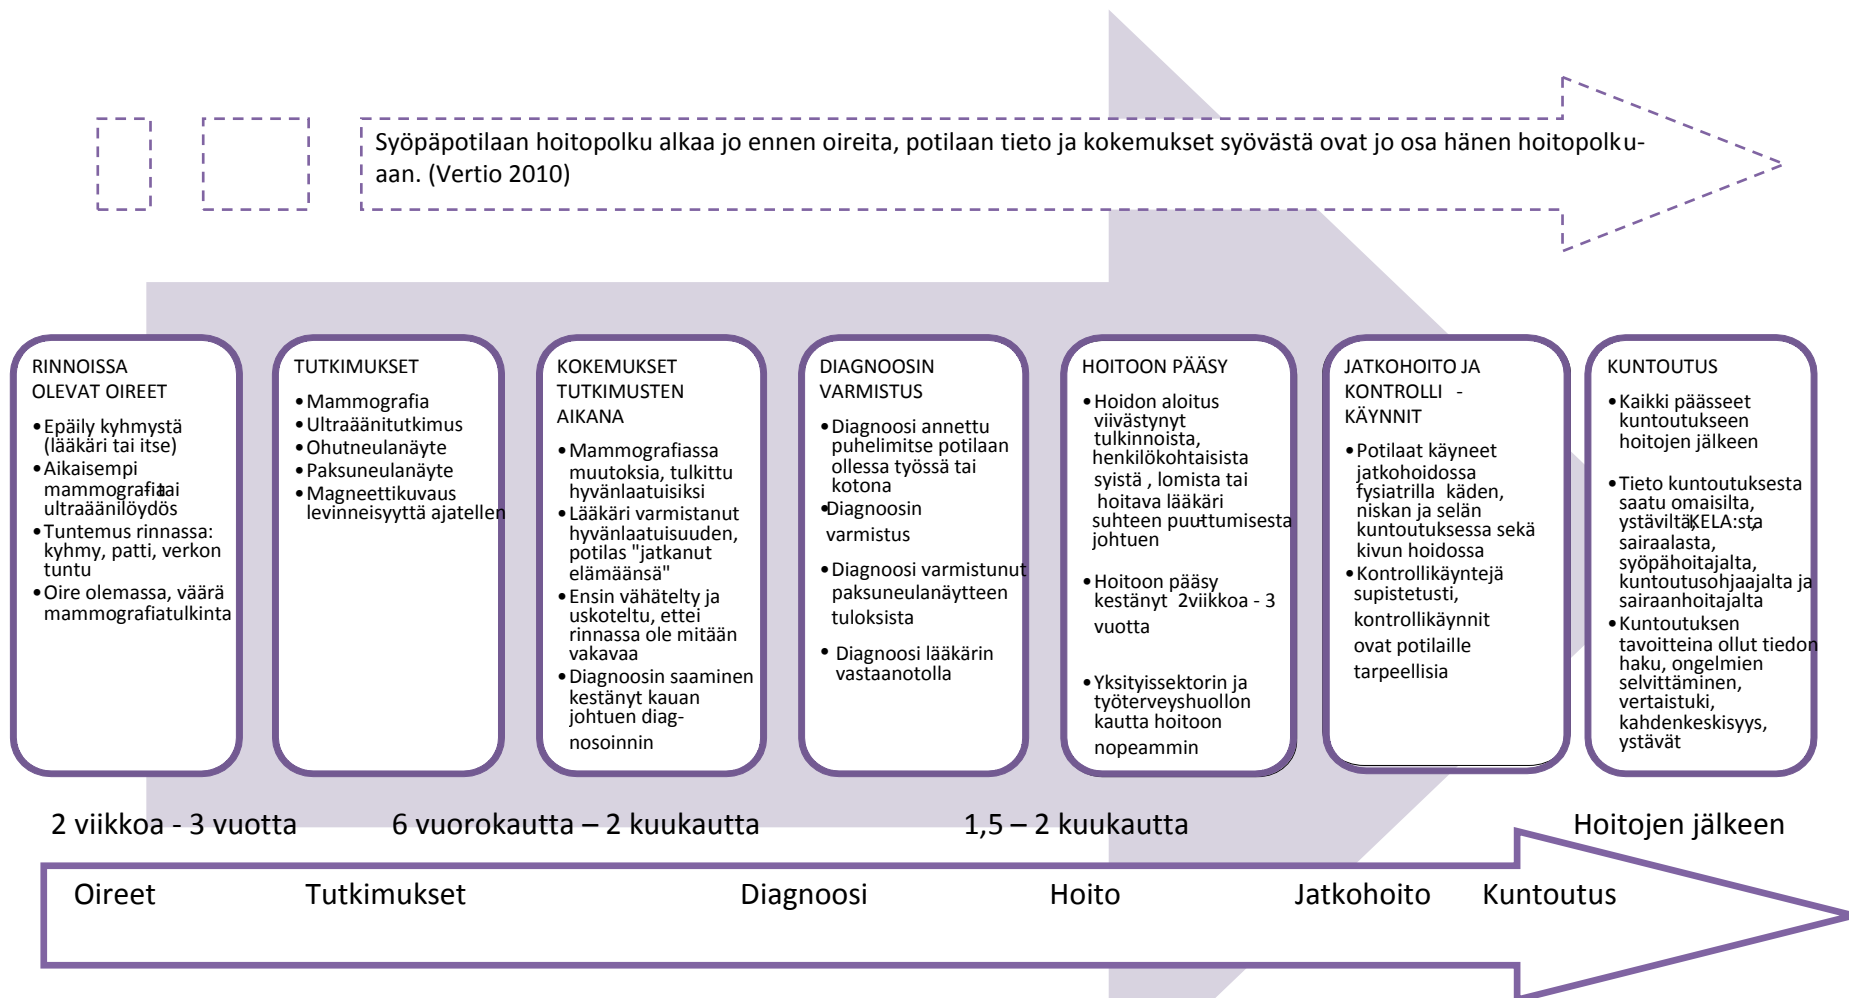 Syöpäpotilaan hoitopolku alkaa jo ennen oireita, potilaan tieto ja kokemukset syövästä ovat jo osa hänen hoitopolku-
aan. (Vertio 2010)
RINNOISSA
OLEVAT OIREET
• Epäily kyhmystä
(lääkäri tai itse)
• Aikaisempi
mammografia- tai
ultraäänilöydös
• Tuntemus rinnassa:
kyhmy, patti, verkon
tuntu
• Oire olemassa, väärä
mammografiatulkinta
TUTKIMUKSET
• Mammografia
• Ultraäänitutkimus
• Ohutneulanäyte
• Paksuneulanäyte
• Magneettikuvaus
levinneisyyttä ajatellen
KOKEMUKSET
TUTKIMUSTEN
AIKANA
• Mammografiassa
muutoksia, tulkittu
hyvänlaatuisiksi
• Lääkäri varmistanut
hyvänlaatuisuuden,
potilas "jatkanut
elämäänsä"
• Ensin vähätelty ja
uskoteltu, ettei
rinnassa ole mitään
vakavaa
• Diagnoosin saaminen
kestänyt kauan
johtuen diag-
nosoinnin
DIAGNOOSIN
VARMISTUS
• Diagnoosi annettu
puhelimitse potilaan
ollessa työssä tai
kotona
• Diagnoosin
varmistus
• Diagnoosi varmistunut
paksuneulanäytteen
tuloksista
• Diagnoosi lääkärin
vastaanotolla
HOITOON PÄÄSY
• Hoidon aloitus
viivästynyt
tulkinnoista,
henkilökohtaisista
syistä , lomista tai
hoitava lääkäri
suhteen puuttumisesta
johtuen
• Hoitoon pääsy
kestänyt 2viikkoa - 3
vuotta
• Yksityissektorin ja
työterveyshuollon
kautta hoitoon
nopeammin
JATKOHOITO JA
KONTROLLI -
KÄYNNIT
• Potilaat käyneet
jatkohoidossa
fysiatrilla käden,
niskan ja selän
kuntoutuksessa sekä
kivun hoidossa
• Kontrollikäyntejä
supistetusti,
kontrollikäynnit
ovat potilaille
tarpeellisia
KUNTOUTUS
• Kaikki päässeet
kuntoutukseen
hoitojen jälkeen
• Tieto kuntoutuksesta
saatu omaisilta,
ystäviltä, KELA:sta,
sairaalasta,
syöpähoitajalta,
kuntoutusohjaajalta ja
sairaanhoitajalta
• Kuntoutuksen
tavoitteina ollut tiedon
haku, ongelmien
selvittäminen,
vertaistuki,
kahdenkeskisyys,
ystävät
2 viikkoa - 3 vuotta 6 vuorokautta – 2 kuukautta 1,5 – 2 kuukautta Hoitojen jälkeen
Oireet Tutkimukset Diagnoosi Hoito Jatkohoito Kuntoutus